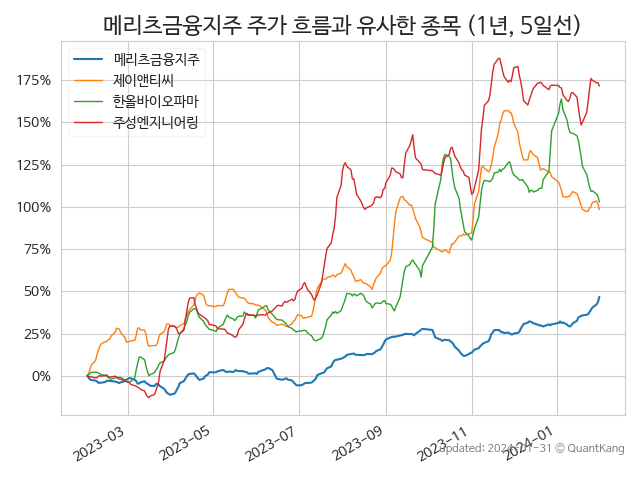 메리츠금융지주 주가 흐름과 유사한 종목 (1년, 5일선)
메리츠금융지주
제이앤티씨
한올바이오파마
주성엔지니어링
175%
150%
125%
100%
75%
50%
25%
0%
2023-03
2023-05
2023-07
2023-09
2023-11
2024-01
updated: 2024-01-31 © QuantKang